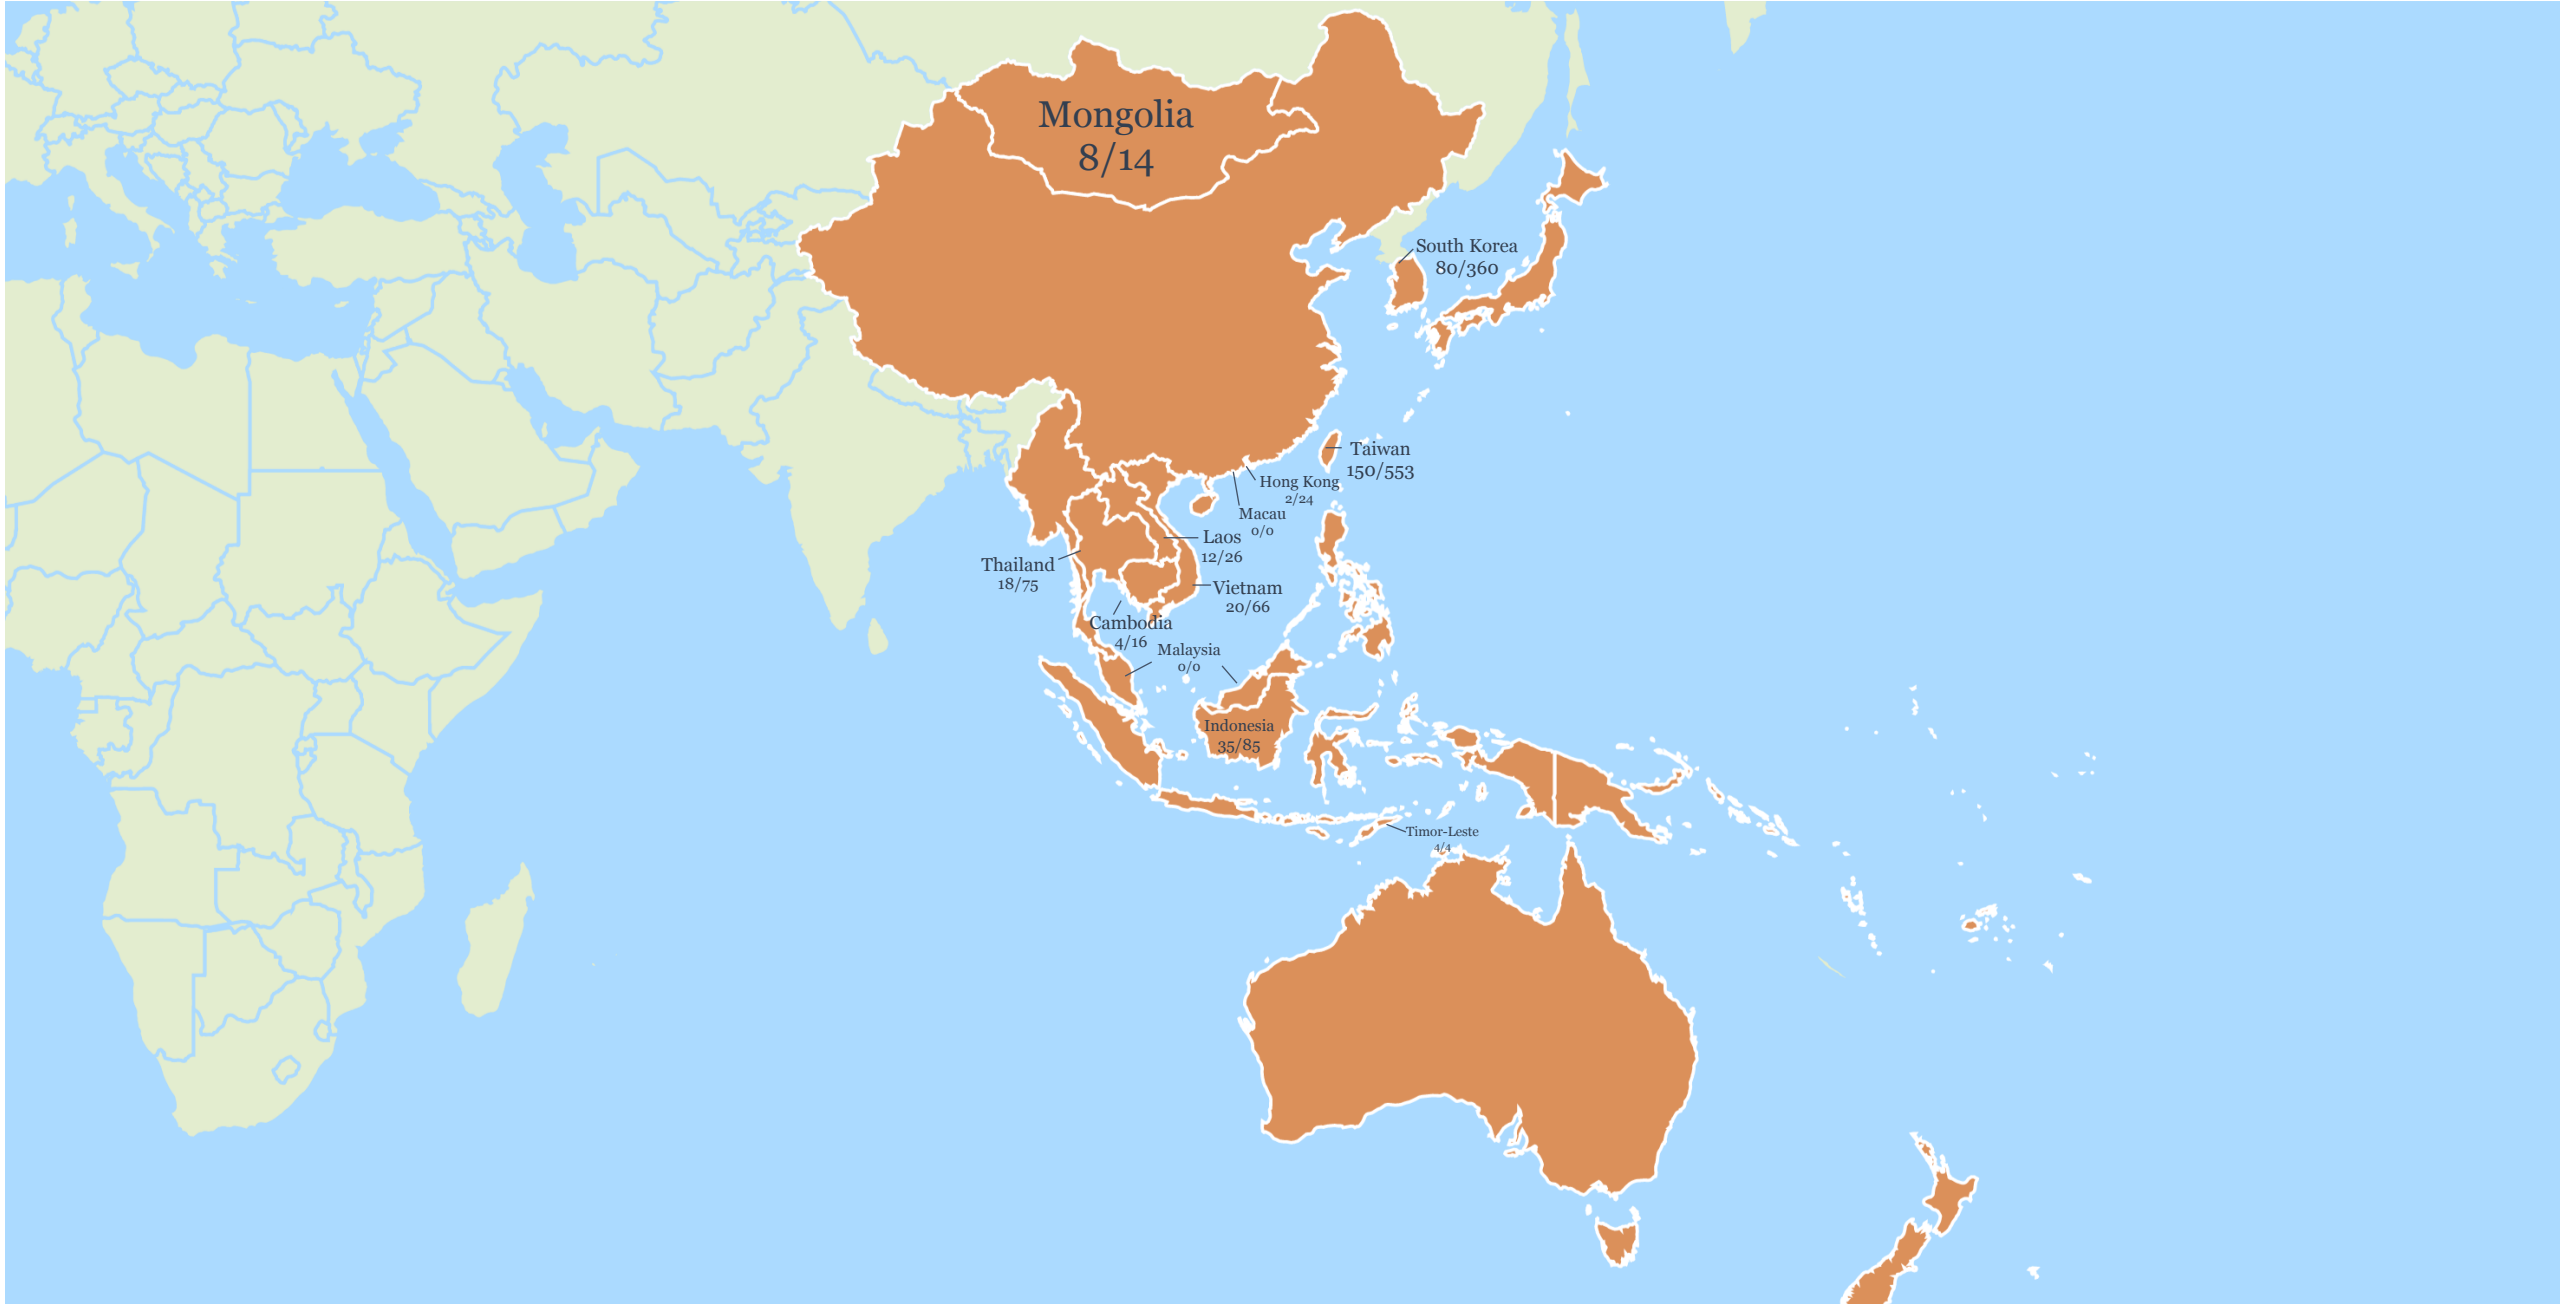 Mongolia
8/14
South Korea
80/360
Taiwan
150/553
Hong Kong
2/24
Macau
0/0
Laos
12/26
Thailand
18/75
Vietnam
20/66
Cambodia
4/16
Malaysia
0/0
Indonesia
35/85
Timor-Leste
4/4